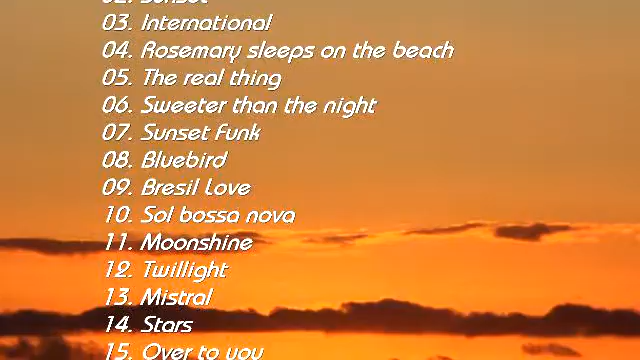 02. Sunset
03. International
04. Rosemary sleeps on the beach
05. The real thing
06. Sweeter than the night
07. Sunset Funk
08. Bluebird
09. Bresil Love
10. Sol bossa nova
11. Moonshine
12. Twillight
13. Mistral
14. Stars
15. Over to you